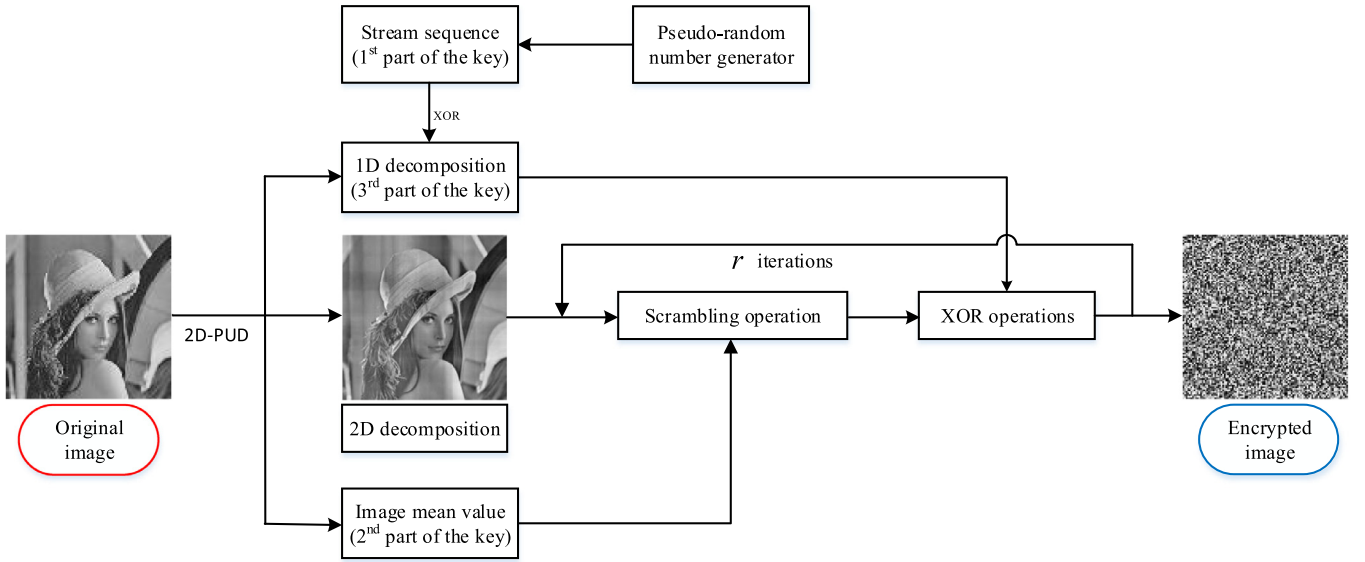 Stream sequence
(1st part of the key)
Pseudo-random
number generator
XOR
1D decomposition
(3rd part of the key)
r iterations
2D-PUD
Scrambling operation
XOR operations
Original
image
2D decomposition
Encrypted
image
Image mean value
(2nd part of the key)